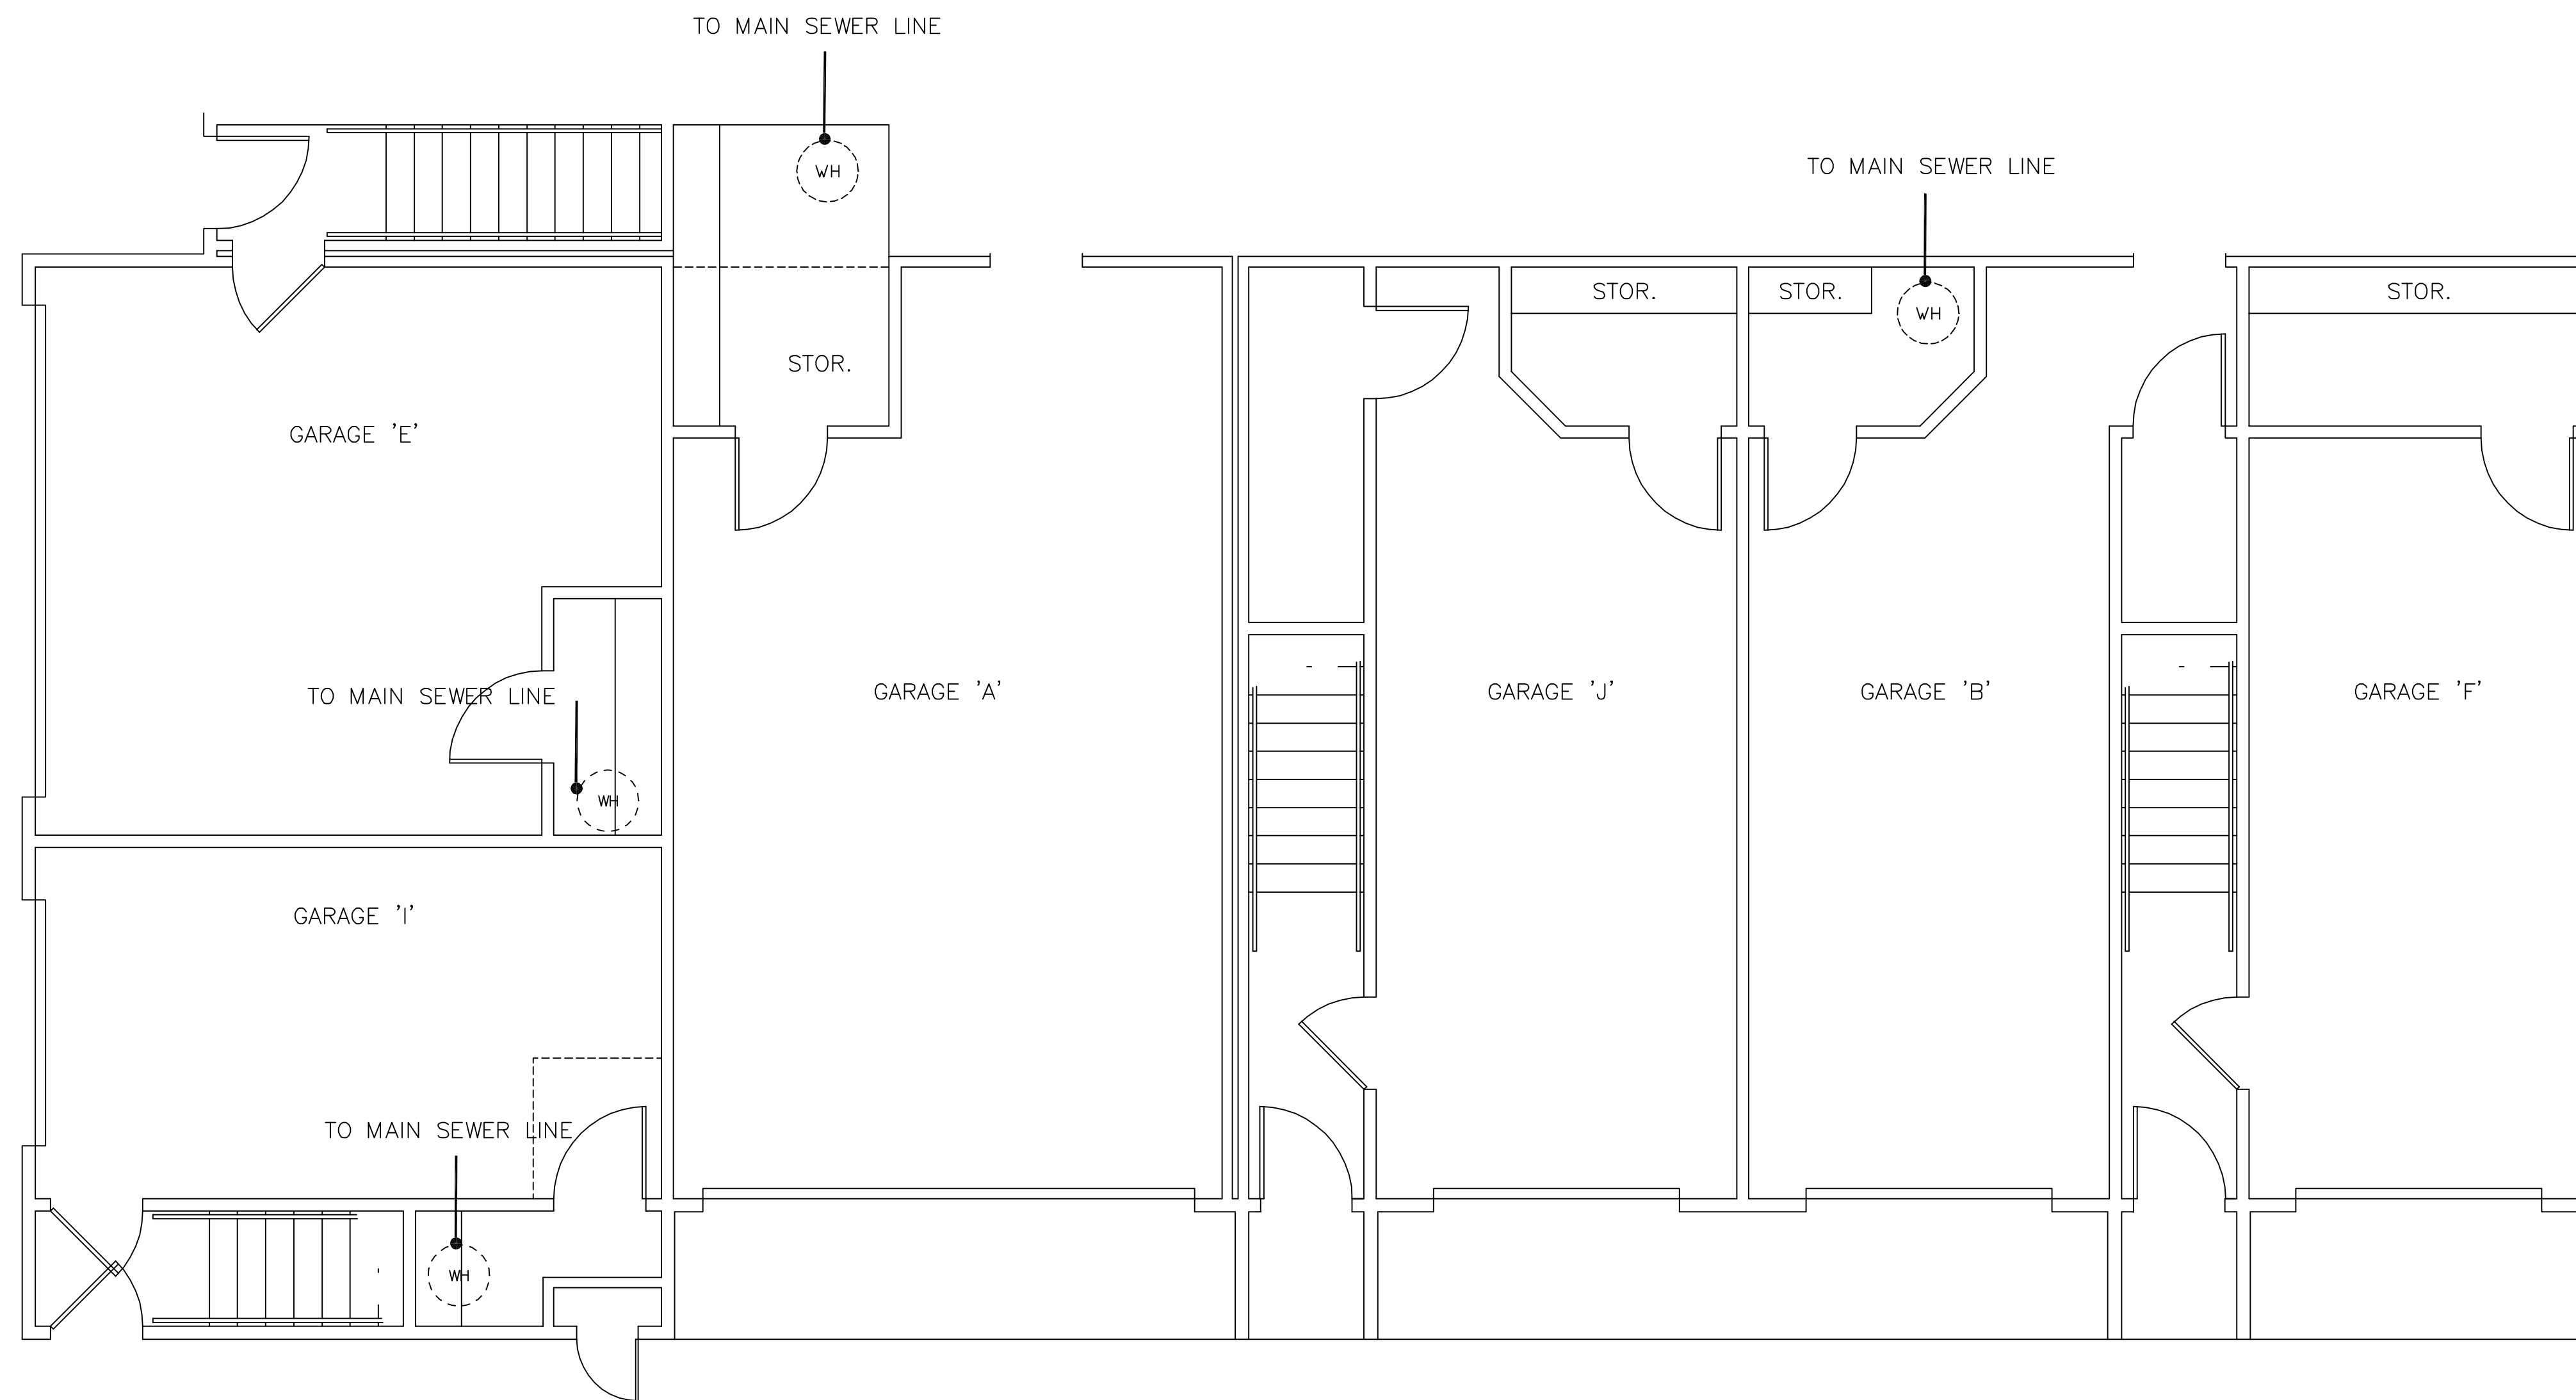 TO MAIN SEWER LINE
WH
TO MAIN SEWER LINE
STOR.
STOR.
STOR.
WH
STOR.
GARAGE 'E'
TO MAIN SEWER LINE
GARAGE 'A'
GARAGE 'J'
GARAGE 'B'
GARAGE 'F'
WH
GARAGE 'I'
TO MAIN SEWER LINE
WH